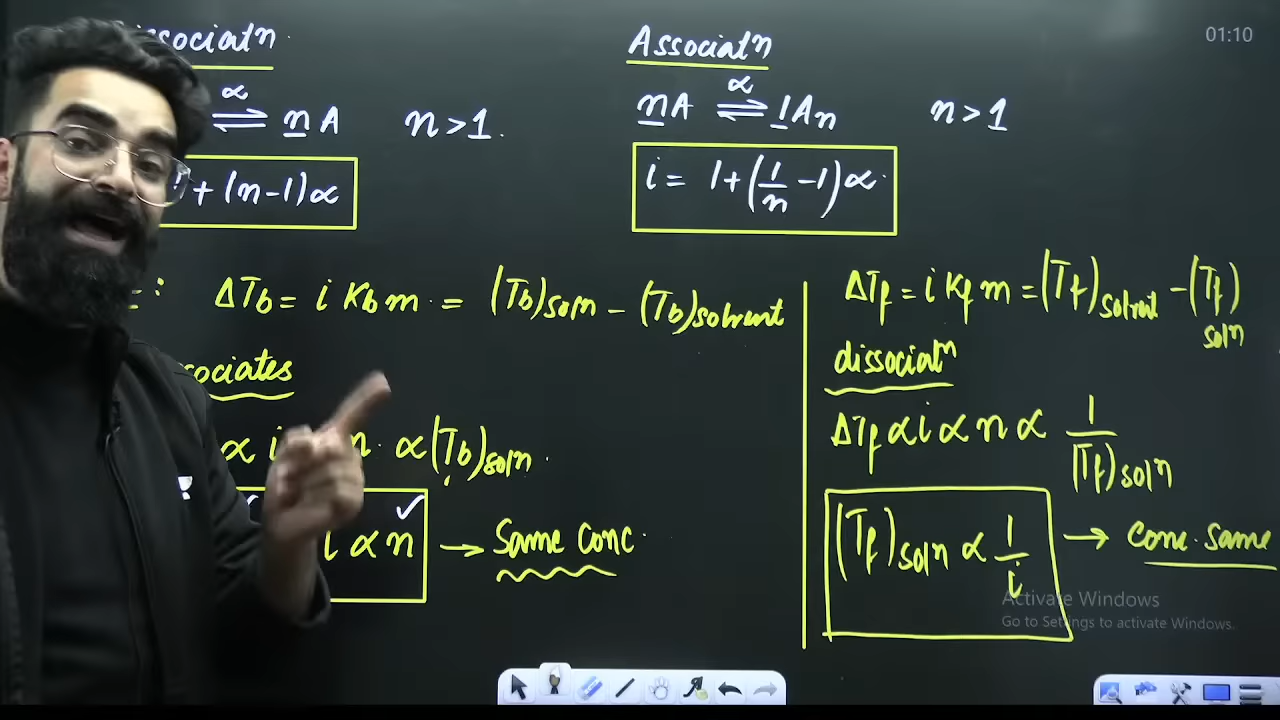 ssociatⁿ
α
⇌ nA n>1.
+(n-1)α
Associatⁿ
nA α⇌ 1An n>1
i = 1+(1/n -1)α
: ΔTb = i Kb m = (Tb)soln - (Tb)solvent
sociates
α i n α (Tb)soln.
i α n → Same Conc.
ΔTf = i Kf m = (Tf)solvent - (Tf)soln
dissociatⁿ
ΔTf α i α n α 1/(Tf)solⁿ
(Tf)soln α 1/i → conc. same
01:10
Activate Windows
Go to Settings to activate Windows.